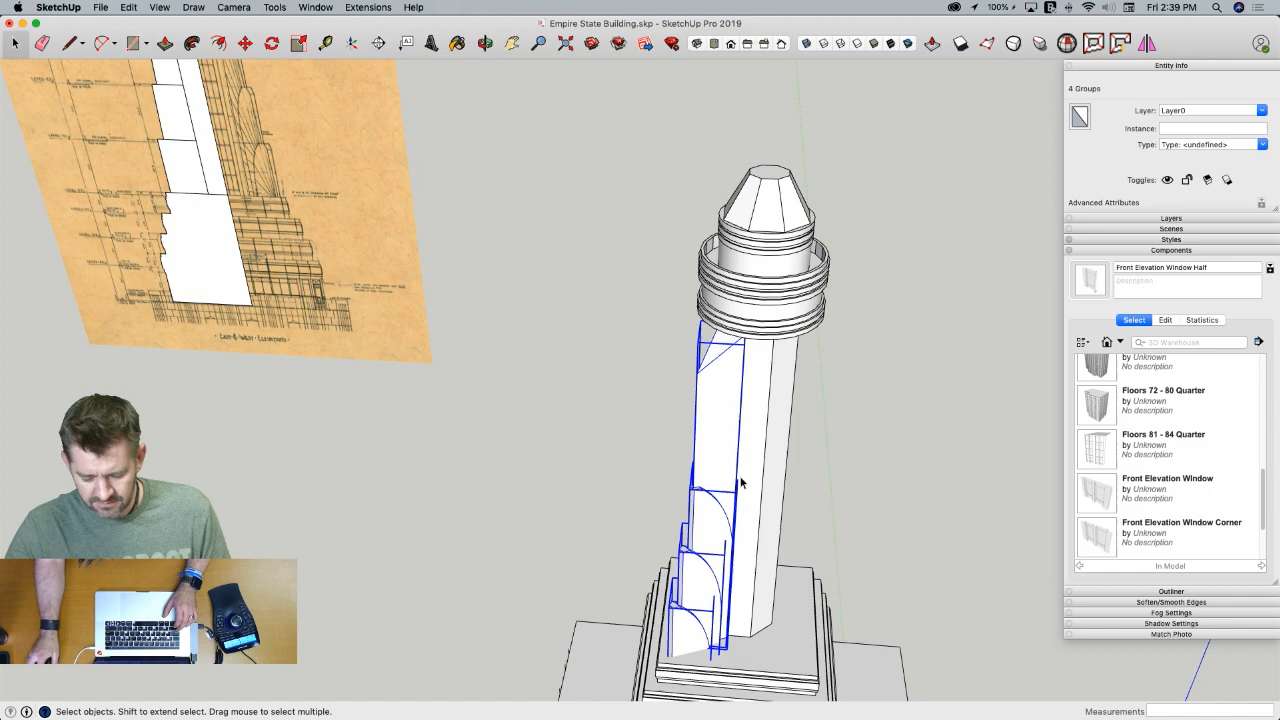 SketchUp File Edit View Draw Camera Tools Window Extensions Help 100% Fri 2:39 PM
Empire State Building.skp - SketchUp Pro 2019
Entity Info
4 Groups
Layer: Layer0
Instance:
Type: Type: <undefined>
Toggles:
Advanced Attributes
Layers
Scenes
Styles
Components
Front Elevation Window Half
Description
Select Edit Statistics
3D Warehouse
by Unknown
No description
Floors 72 - 80 Quarter
by Unknown
No description
Floors 81 - 84 Quarter
by Unknown
No description
Front Elevation WIndow
by Unknown
No description
Front Elevation WIndow Corner
by Unknown
No description
In Model
Outliner
Soften/Smooth Edges
Fog Settings
Shadow Settings
Match Photo
Select objects. Shift to extend select. Drag mouse to select multiple.
Measurements